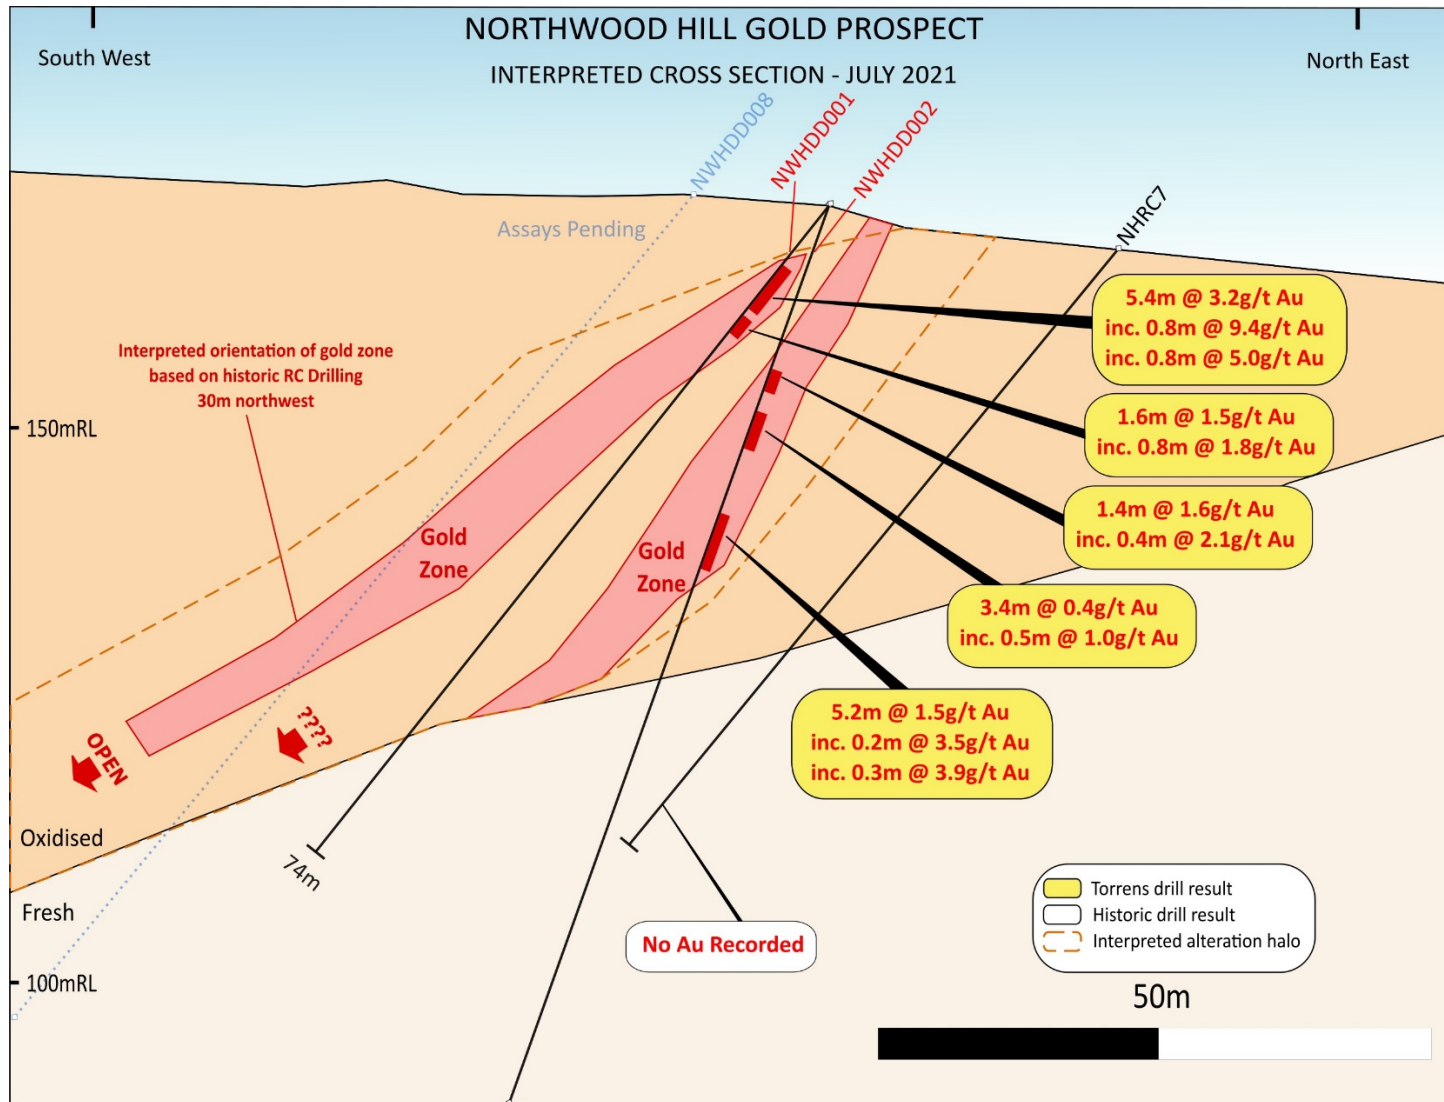 NORTHWOOD HILL GOLD PROSPECT
INTERPRETED CROSS SECTION - JULY 2021
South West
North East
NWHDD008
NWHDD001
NWHDD002
NHRC7
Assays Pending
5.4m @ 3.2g/t Au
inc. 0.8m @ 9.4g/t Au
inc. 0.8m @ 5.0g/t Au
Interpreted orientation of gold zone
based on historic RC Drilling
30m northwest
1.6m @ 1.5g/t Au
inc. 0.8m @ 1.8g/t Au
150mRL
1.4m @ 1.6g/t Au
inc. 0.4m @ 2.1g/t Au
Gold
Zone
Gold
Zone
3.4m @ 0.4g/t Au
inc. 0.5m @ 1.0g/t Au
5.2m @ 1.5g/t Au
inc. 0.2m @ 3.5g/t Au
inc. 0.3m @ 3.9g/t Au
OPEN
????
Oxidised
74m
Fresh
No Au Recorded
Torrens drill result
Historic drill result
Interpreted alteration halo
100mRL
50m